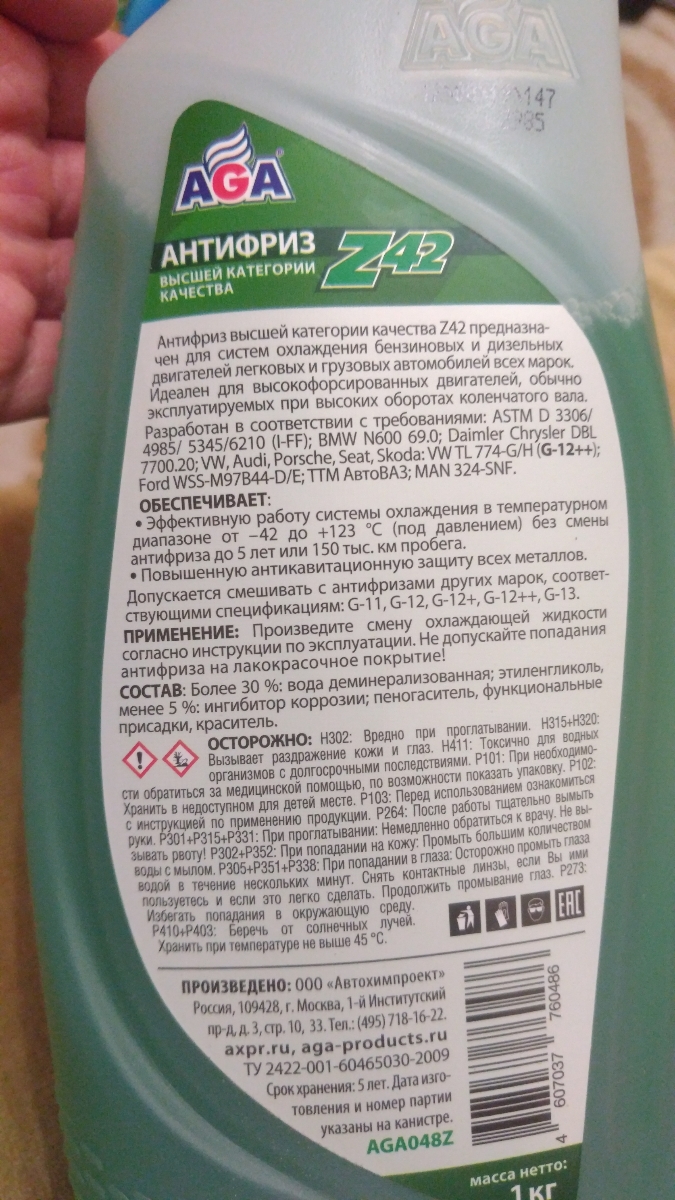 AGA
147
985
AGA
АНТИФРИЗ
Z42
ВЫСШЕЙ КАТЕГОРИИ
КАЧЕСТВА
Антифриз высшей категории качества Z42 предназна-
чен для систем охлаждения бензиновых и дизельных
двигателей легковых и грузовых автомобилей всех марок.
Идеален для высокофорсированных двигателей, обычно
эксплуатируемых при высоких оборотах коленчатого вала.
Разработан в соответствии с требованиями: ASTM D 3306/
4985/ 5345/6210 (I-FF); BMW N600 69.0; Daimler Chrysler DBL
7700.20; VW, Audi, Porsche, Seat, Skoda: VW TL 774-G/H (G-12++);
Ford WSS-M97B44-D/E; ТТМ АвтоВАЗ; MAN 324-SNF.
ОБЕСПЕЧИВАЕТ:
• Эффективную работу системы охлаждения в температурном
диапазоне от −42 до +123 °С (под давлением) без смены
антифриза до 5 лет или 150 тыс. км пробега.
• Повышенную антикавитационную защиту всех металлов.
Допускается смешивать с антифризами других марок, соответ-
ствующими спецификациям: G-11, G-12, G-12+, G-12++, G-13.
ПРИМЕНЕНИЕ: Произведите смену охлаждающей жидкости
согласно инструкции по эксплуатации. Не допускайте попадания
антифриза на лакокрасочное покрытие!
СОСТАВ: Более 30 %: вода деминерализованная; этиленгликоль,
менее 5 %: ингибитор коррозии; пеногаситель, функциональные
присадки, краситель.
ОСТОРОЖНО: H302: Вредно при проглатывании. H315+H320:
Вызывает раздражение кожи и глаз. H411: Токсично для водных
организмов с долгосрочными последствиями. P101: При необходимо-
сти обратиться за медицинской помощью, по возможности показать упаковку. P102:
Хранить в недоступном для детей месте. P103: Перед использованием ознакомиться
с инструкцией по применению продукции. P264: После работы тщательно вымыть
руки. P301+P315+P331: При проглатывании: Немедленно обратиться к врачу. Не вы-
зывать рвоту! P302+P352: При попадании на кожу: Промыть большим количеством
воды с мылом. P305+P351+P338: При попадании в глаза: Осторожно промыть глаза
водой в течение нескольких минут. Снять контактные линзы, если Вы ими
пользуетесь и если это легко сделать. Продолжить промывание глаз. P273:
Избегать попадания в окружающую среду.
P410+P403: Беречь от солнечных лучей.
Хранить при температуре не выше 45 °С.
EAC
ПРОИЗВЕДЕНО: ООО «Автохимпроект»
Россия, 109428, г. Москва, 1-й Институтский
пр-д, д. 3, стр. 10, 33. Тел.: (495) 718-16-22.
axpr.ru, aga-products.ru
ТУ 2422-001-60465030-2009
Срок хранения: 5 лет. Дата изго-
товления и номер партии
указаны на канистре.
AGA048Z
4 607037 760486
масса нетто:
1 кг